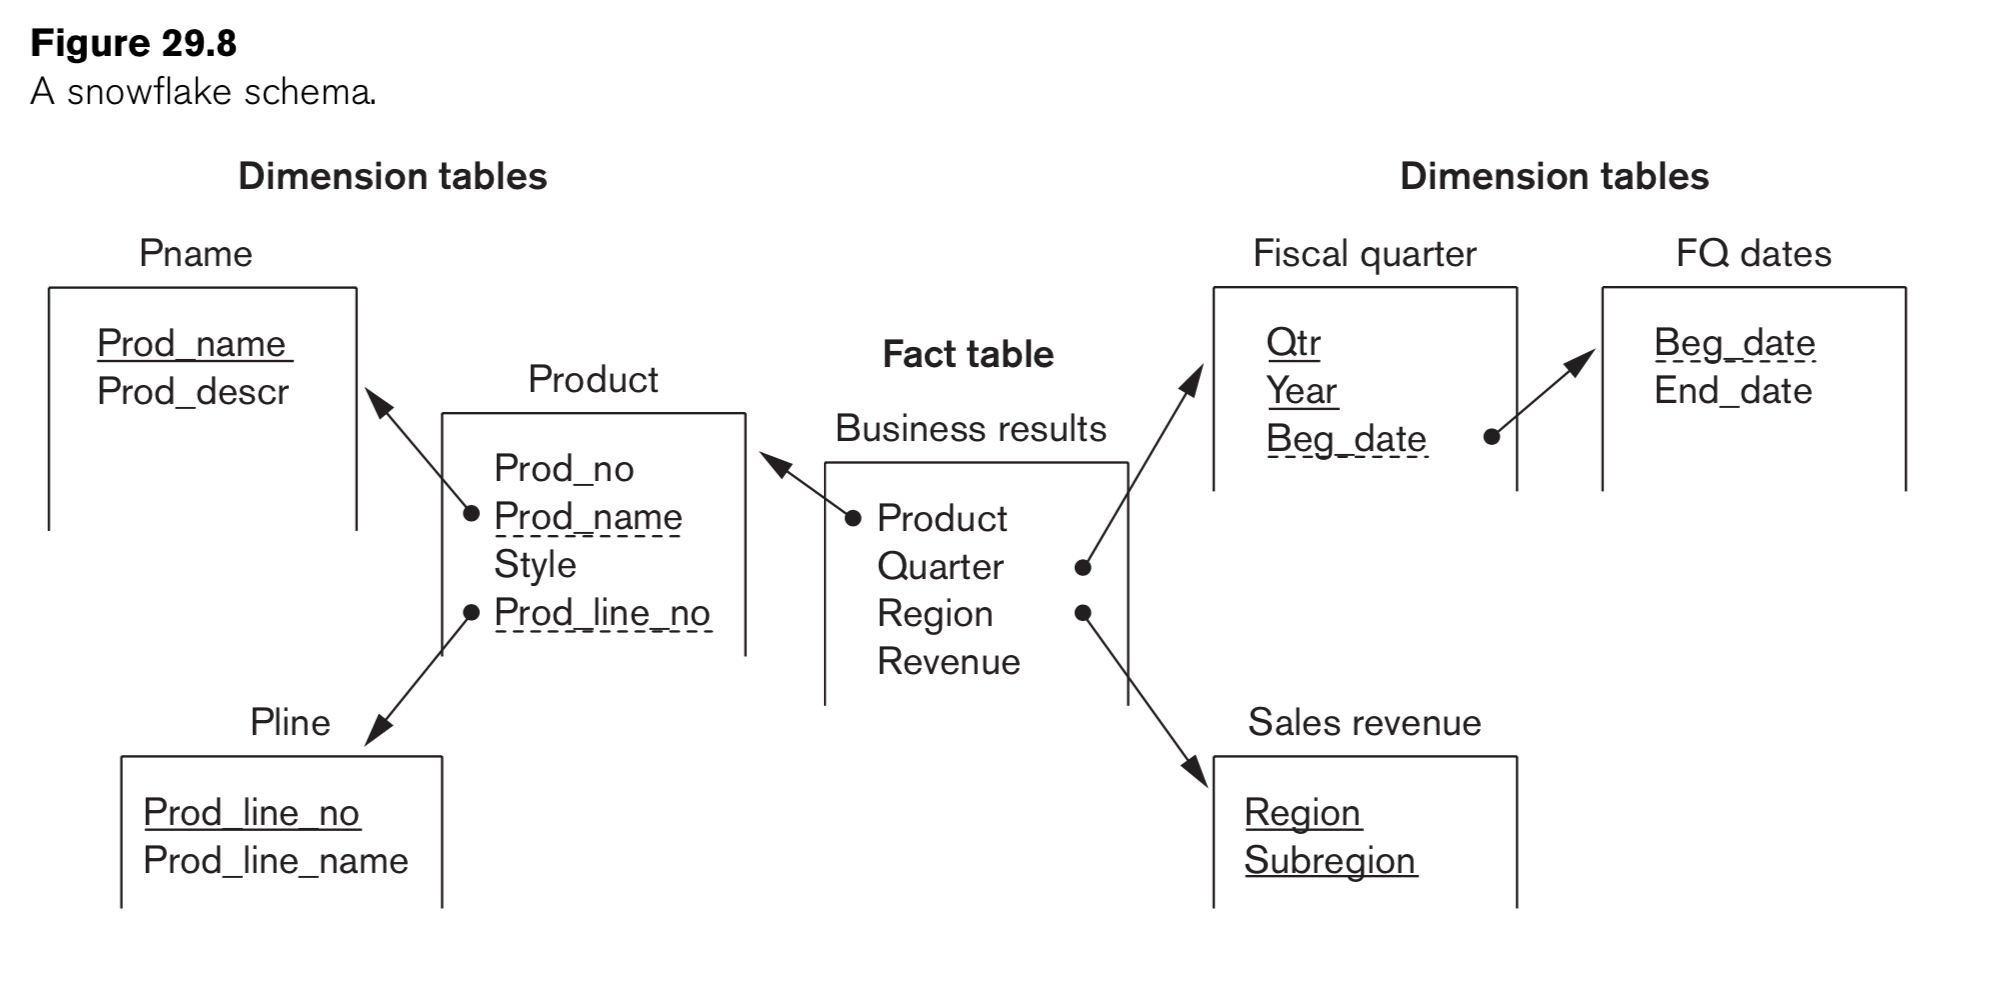 Figure 29.8
A snowflake schema.
Dimension tables
Dimension tables
Pname
Prod_name
Prod_descr
Product
Prod_no
Prod_name
Style
Prod_line_no
Pline
Prod_line_no
Prod_line_name
Fact table
Business results
Product
Quarter
Region
Revenue
Fiscal quarter
Qtr
Year
Beg_date
FQ dates
Beg_date
End_date
Sales revenue
Region
Subregion